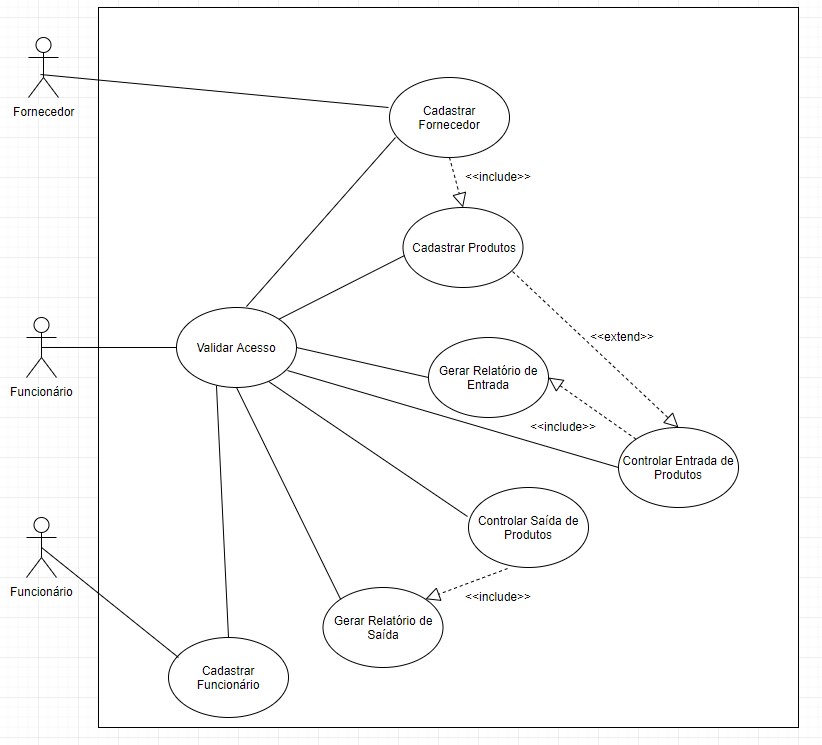 Fornecedor
Cadastrar
Fornecedor
<<include>>
Cadastrar Produtos
<<extend>>
Funcionário
Validar Acesso
Gerar Relatório de
Entrada
<<include>>
Controlar Entrada de
Produtos
Controlar Saída de
Produtos
Funcionário
<<include>>
Gerar Relatório de
Saída
Cadastrar
Funcionário